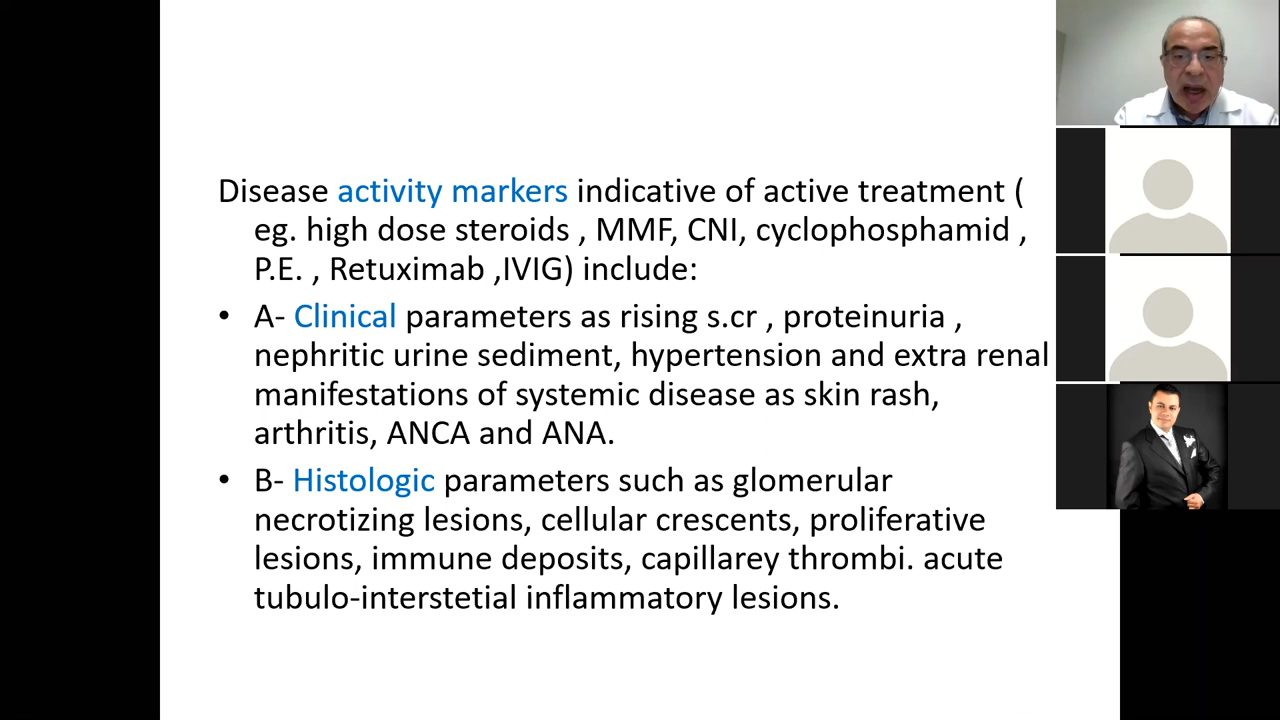 Disease activity markers indicative of active treatment (
eg. high dose steroids , MMF, CNI, cyclophosphamid ,
P.E. , Retuximab ,IVIG) include:
• A- Clinical parameters as rising s.cr , proteinuria ,
nephritic urine sediment, hypertension and extra renal
manifestations of systemic disease as skin rash,
arthritis, ANCA and ANA.
• B- Histologic parameters such as glomerular
necrotizing lesions, cellular crescents, proliferative
lesions, immune deposits, capillarey thrombi. acute
tubulo-interstetial inflammatory lesions.